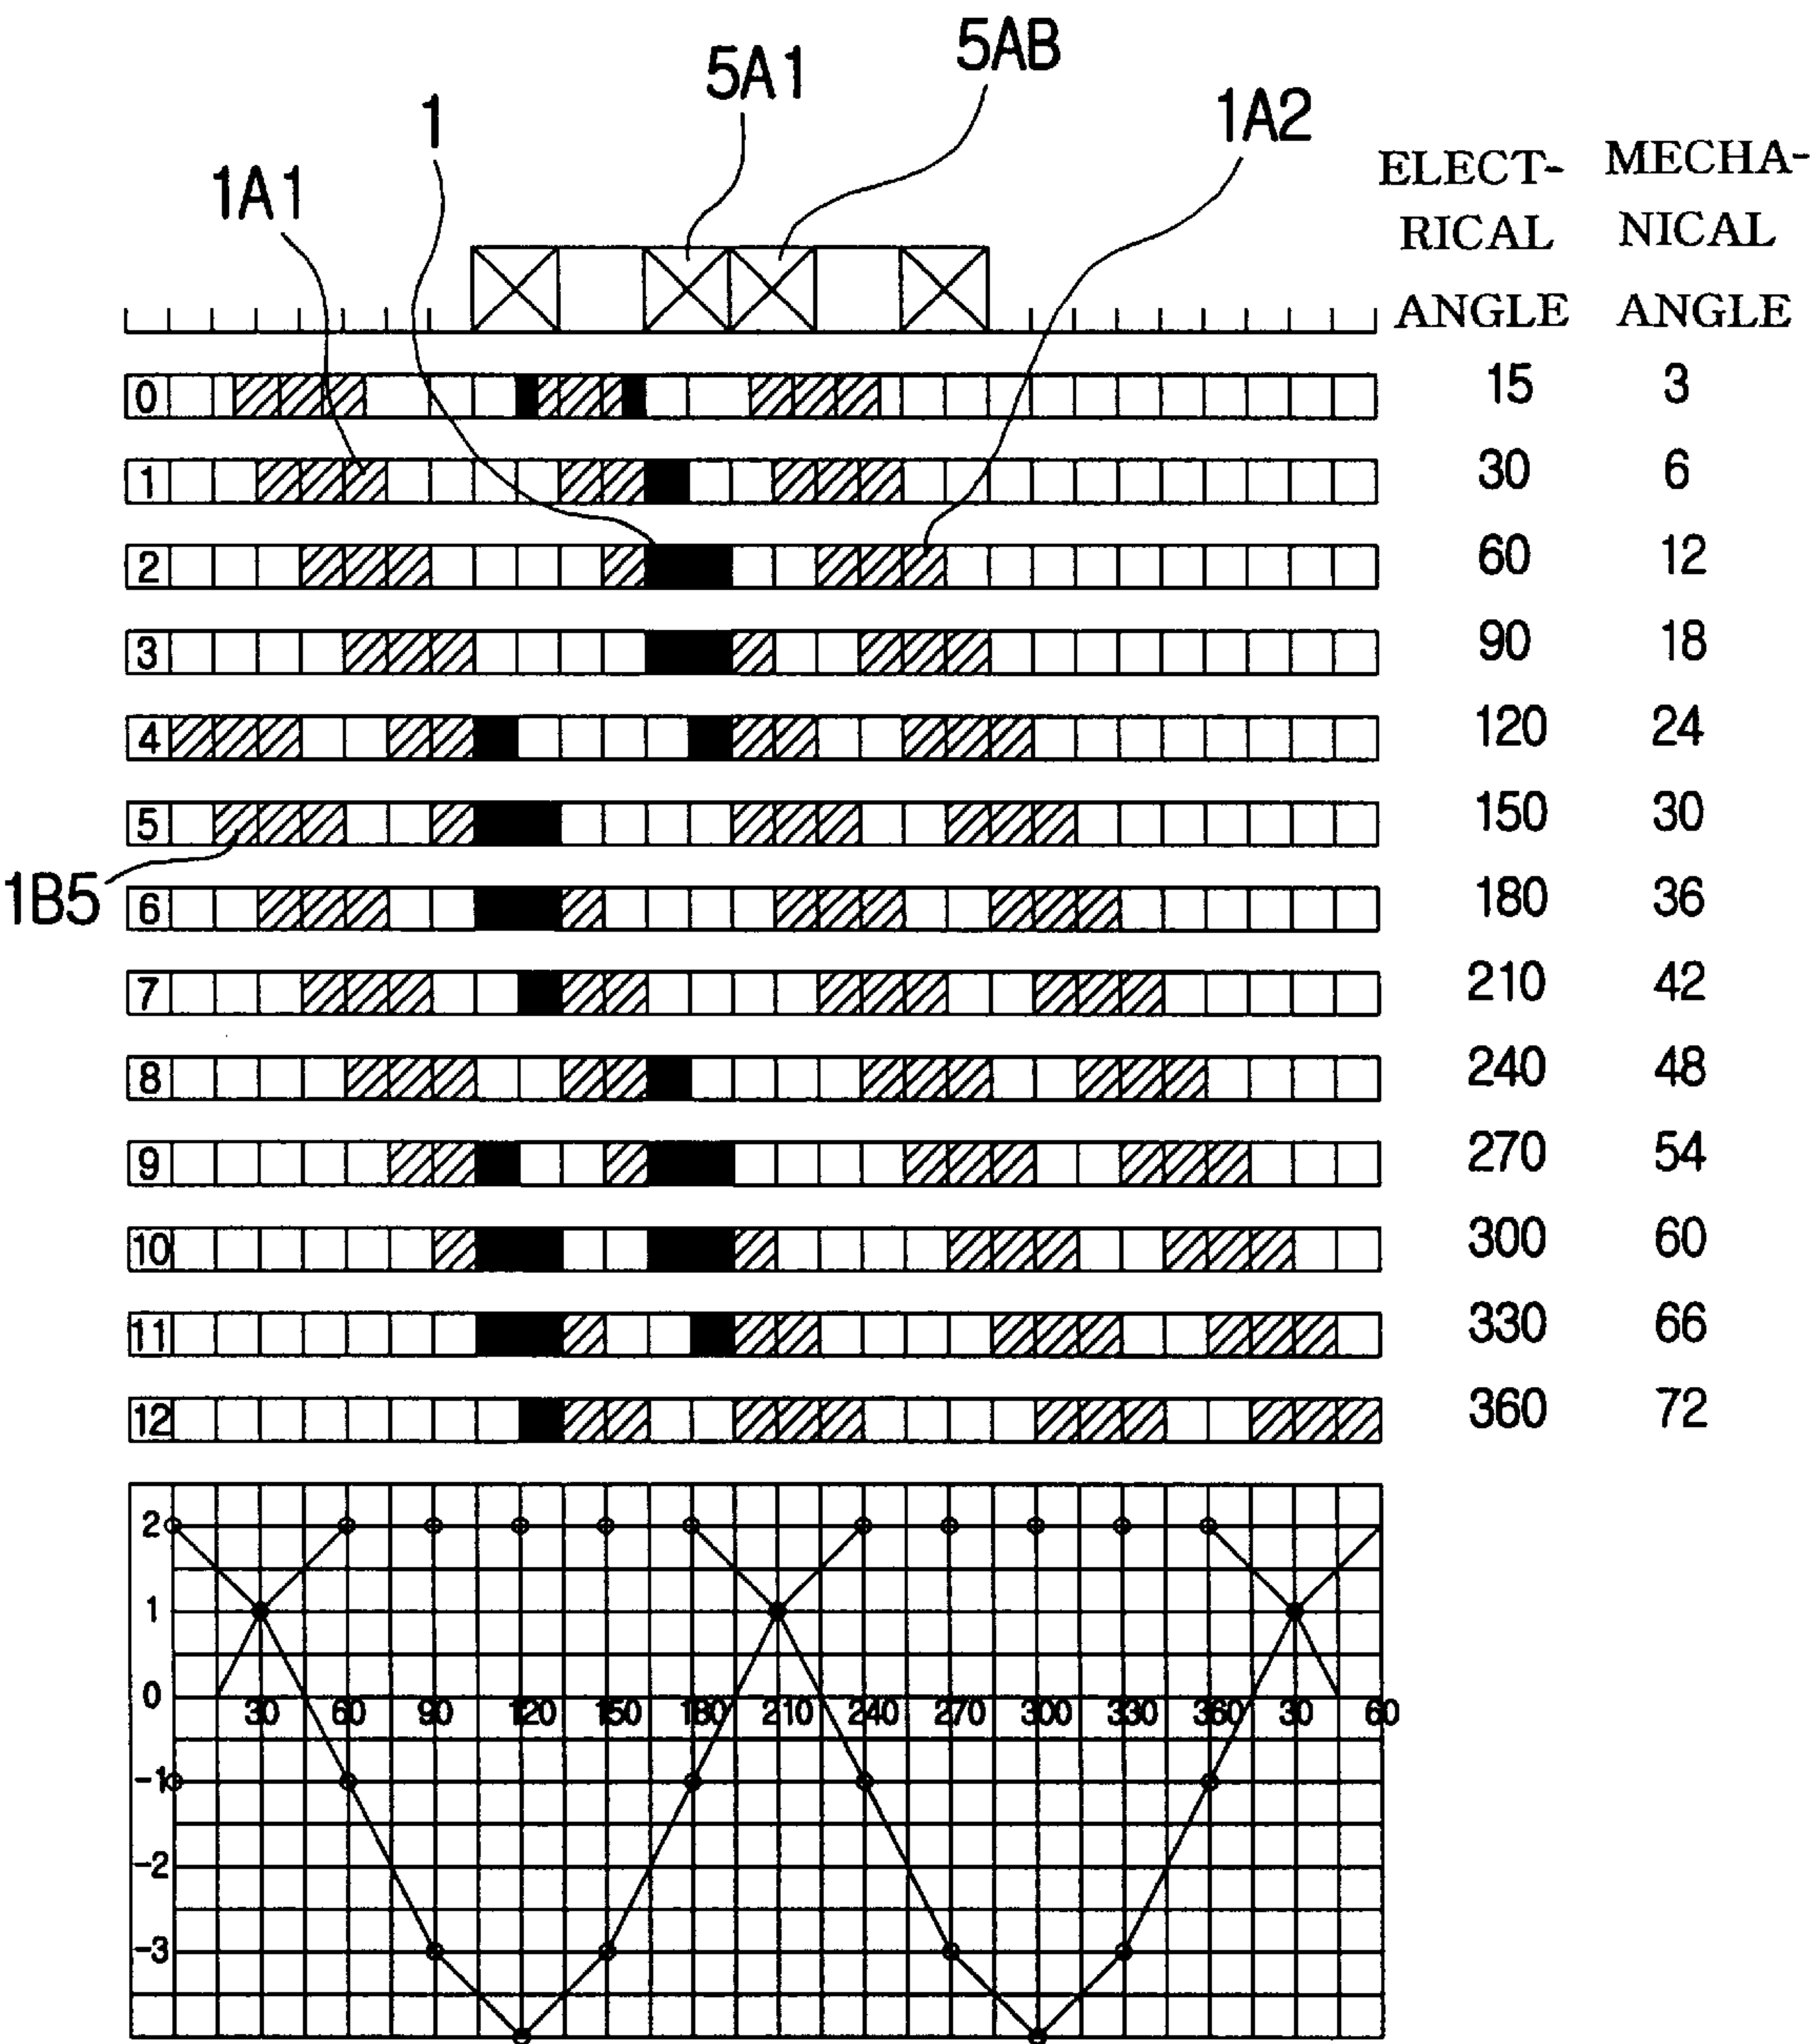 5AB
5A1
1
1A2
1A1
ELECT-
RICAL
ANGLE
MECHA-
NICAL
ANGLE
0 15 3
1 30 6
2 60 12
3 90 18
4 120 24
5 150 30
1B5
6 180 36
7 210 42
8 240 48
9 270 54
10 300 60
11 330 66
12 360 72
2
1
0
30 60 90 120 150 180 210 240 270 300 330 360 30 60
-1
-2
-3